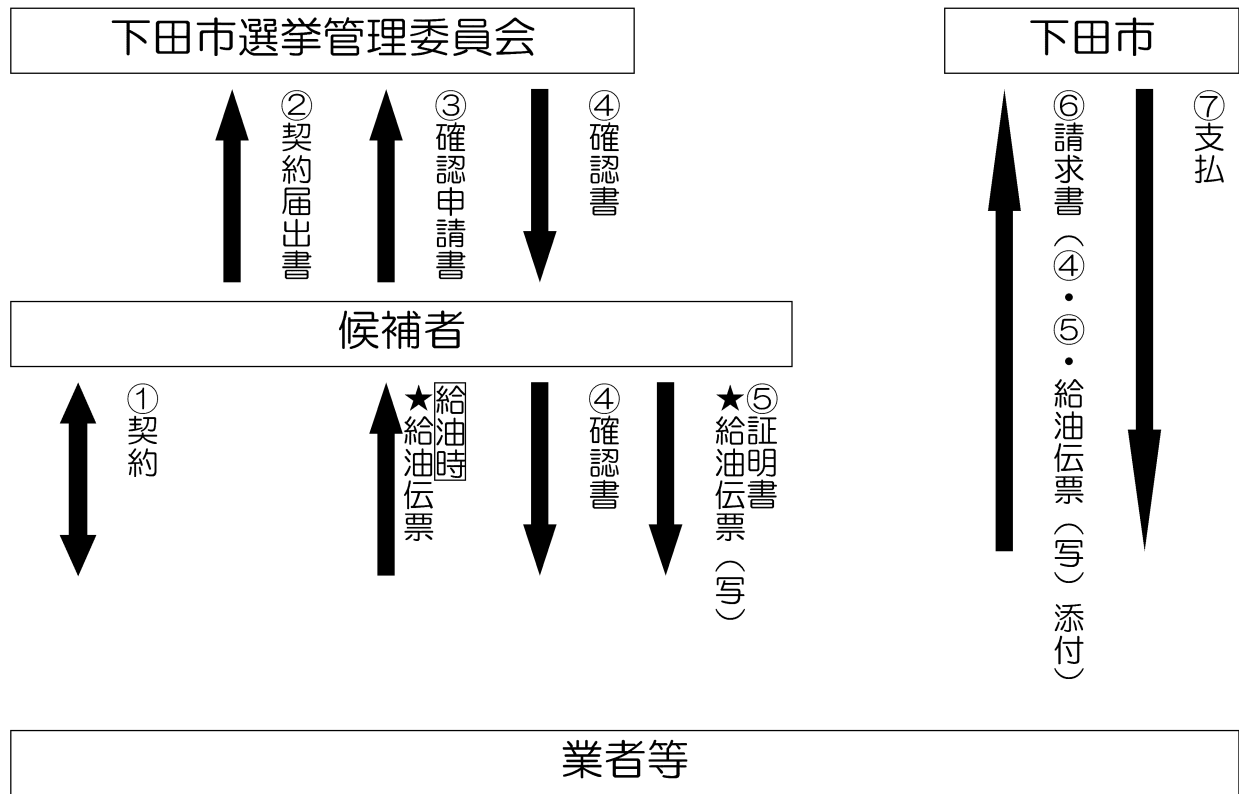 下田市選挙管理委員会
下田市
②契約届出書
③確認申請書
④確認書
⑥請求書（④・⑤・給油伝票（写）添付）
⑦支払
候補者
①契約
給油時
★給油伝票
④確認書
⑤証明書
★給油伝票（写）
業者等